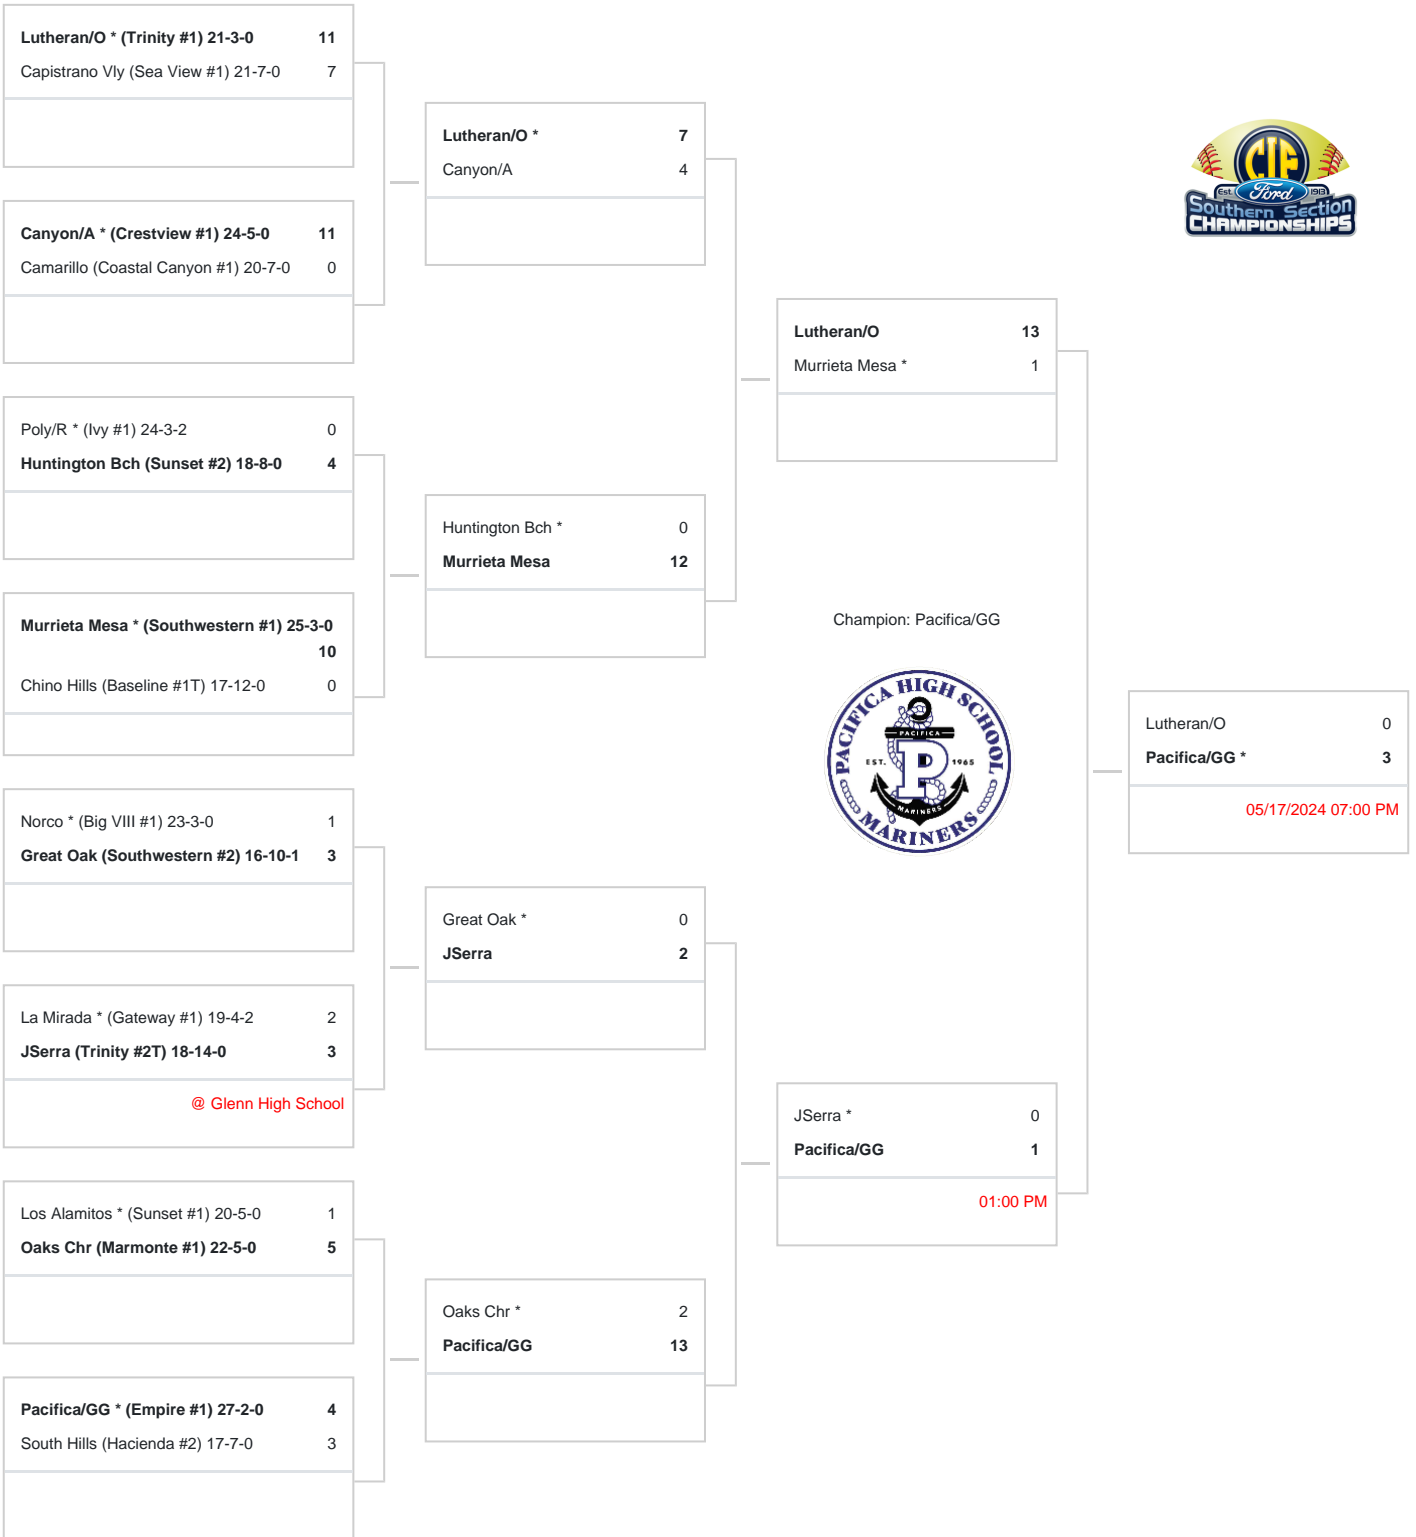 Lutheran/O * (Trinity #1) 21-3-0 11
Capistrano Vly (Sea View #1) 21-7-0 7
Canyon/A * (Crestview #1) 24-5-0 11
Camarillo (Coastal Canyon #1) 20-7-0 0
Poly/R * (Ivy #1) 24-3-2 0
Huntington Bch (Sunset #2) 18-8-0 4
Murrieta Mesa * (Southwestern #1) 25-3-0
10
Chino Hills (Baseline #1T) 17-12-0 0
Norco * (Big VIII #1) 23-3-0 1
Great Oak (Southwestern #2) 16-10-1 3
La Mirada * (Gateway #1) 19-4-2 2
JSerra (Trinity #2T) 18-14-0 3
@ Glenn High School
Los Alamitos * (Sunset #1) 20-5-0 1
Oaks Chr (Marmonte #1) 22-5-0 5
Pacifica/GG * (Empire #1) 27-2-0 4
South Hills (Hacienda #2) 17-7-0 3
Lutheran/O * 7
Canyon/A 4
Huntington Bch * 0
Murrieta Mesa 12
Great Oak * 0
JSerra 2
Oaks Chr * 2
Pacifica/GG 13
Lutheran/O 13
Murrieta Mesa * 1
JSerra * 0
Pacifica/GG 1
01:00 PM
Champion: Pacifica/GG
PACIFICA HIGH SCHOOL
PACIFICA
EST. P 1965
MARINERS
MARINERS
Lutheran/O 0
Pacifica/GG * 3
05/17/2024 07:00 PM
CIF
Est. Ford 1913
Southern Section
CHAMPIONSHIPS